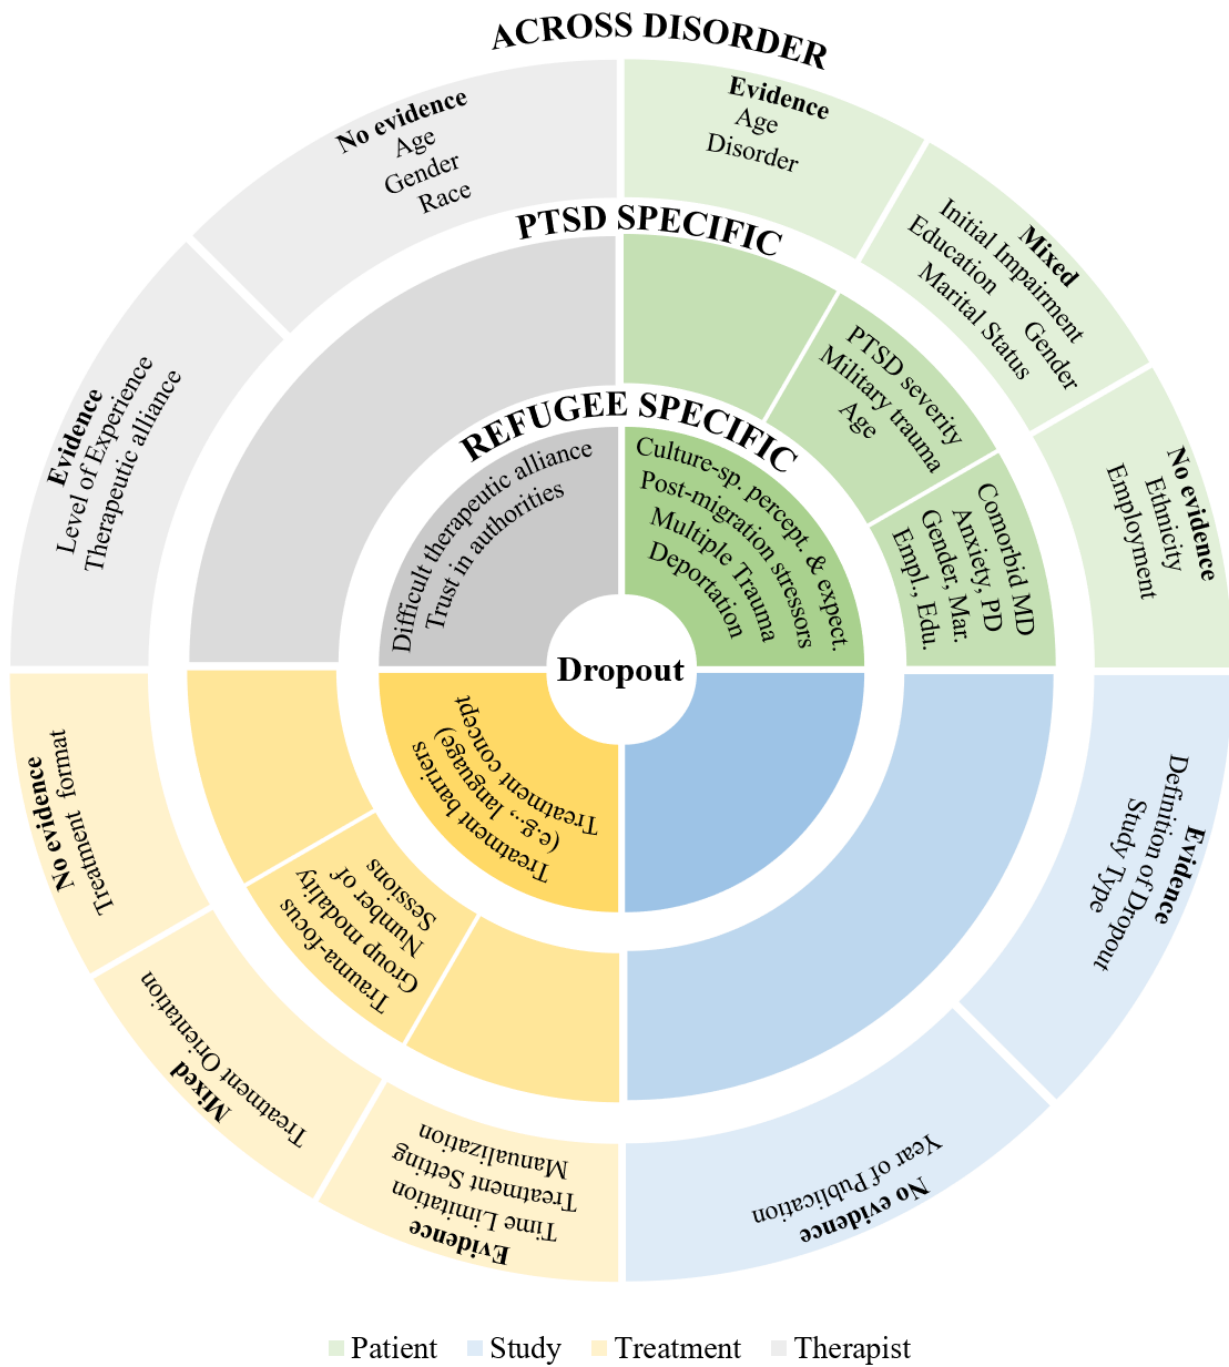 ACROSS DISORDER
No evidence
Age
Gender
Race
Evidence
Age
Disorder
Mixed
Initial Impairment
Education
Gender
Marital Status
No evidence
Ethnicity
Employment
Evidence
Level of Experience
Therapeutic alliance
PTSD SPECIFIC
PTSD severity
Military trauma
Age
Comorbid MD
Anxiety, PD
Gender, Mar.
Empl., Edu.
REFUGEE SPECIFIC
Difficult therapeutic alliance
Trust in authorities
Culture-sp. percept. & expect.
Post-migration stressors
Multiple Trauma
Deportation
Dropout
Treatment barriers
(e.g., language)
Treatment concept
Trauma-focus
Group modality
Number of
Sessions
No evidence
Treatment format
Mixed
Treatment Orientation
Evidence
Time Limitation
Treatment Setting
Manualization
Evidence
Definition of Dropout
Study Type
No evidence
Year of Publication
Patient
Study
Treatment
Therapist